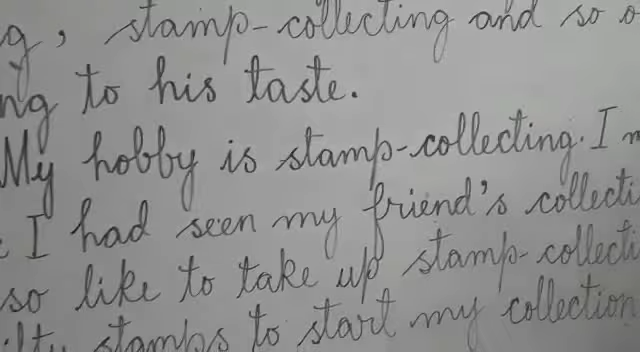 g, stamp-collecting and so o
ng to his taste.
My hobby is stamp-collecting. I
I had seen my friend's collecti
so like to take up stamp-collecti
stamps to start my collection